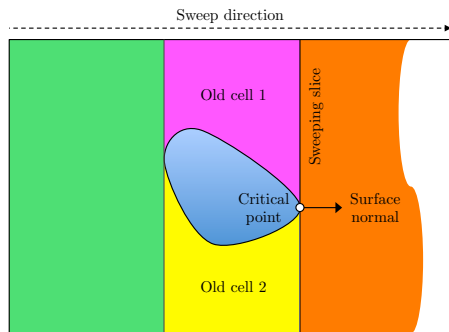 Sweep direction
Old cell 1
Sweeping slice
Critical
point
Surface
normal
Old cell 2